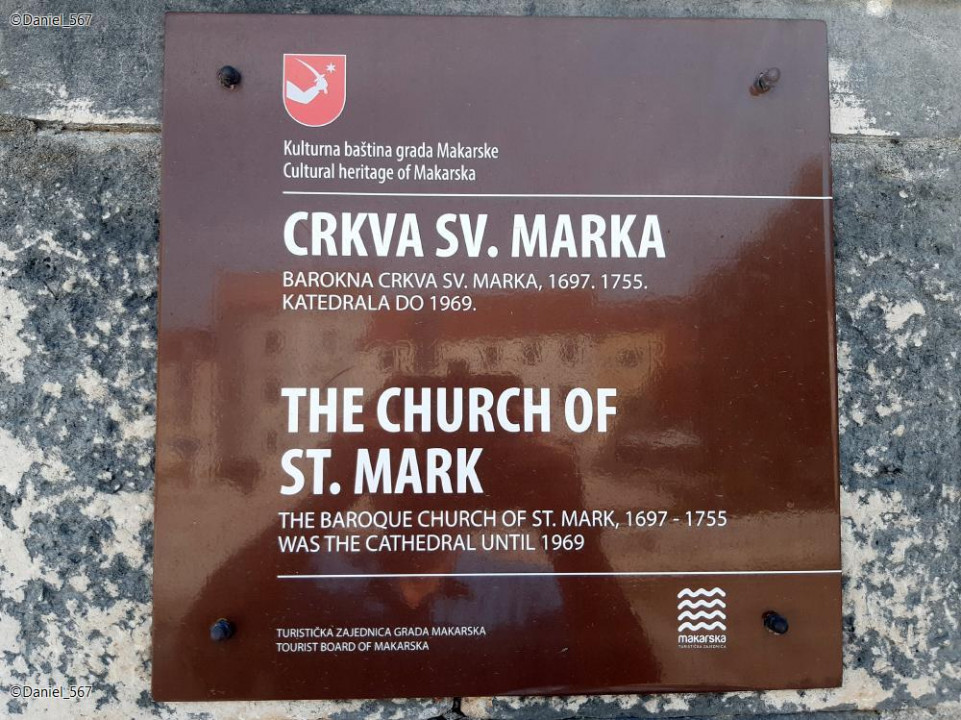 ©Daniel_567
Kulturna baština grada Makarske
Cultural heritage of Makarska
CRKVA SV. MARKA
BAROKNA CRKVA SV. MARKA, 1697. 1755.
KATEDRALA DO 1969.
THE CHURCH OF
ST. MARK
THE BAROQUE CHURCH OF ST. MARK, 1697 - 1755
WAS THE CATHEDRAL UNTIL 1969
TURISTIČKA ZAJEDNICA GRADA MAKARSKA
TOURIST BOARD OF MAKARSKA
makarska
TURISTIČKA ZAJEDNICA
©Daniel_567